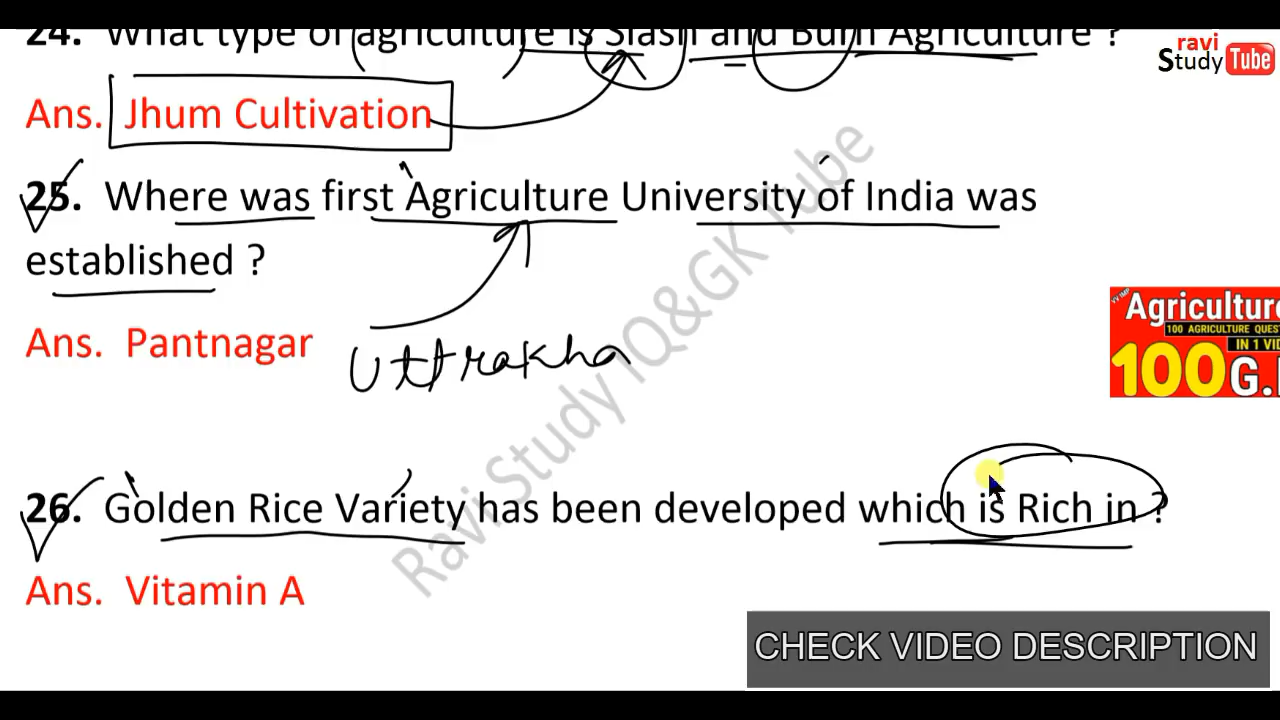 24. What type of agriculture is Slash and Burn Agriculture ?
ravi
Study Tube
Ans. Jhum Cultivation
25. Where was first Agriculture University of India was
established ?
Agriculture
100 AGRICULTURE QUES
IN 1 VID
100 G.
Ans. Pantnagar
Uttrakha
26. Golden Rice Variety has been developed which is Rich in ?
Ans. Vitamin A
Ravi Study IQ&GK Tube
CHECK VIDEO DESCRIPTION